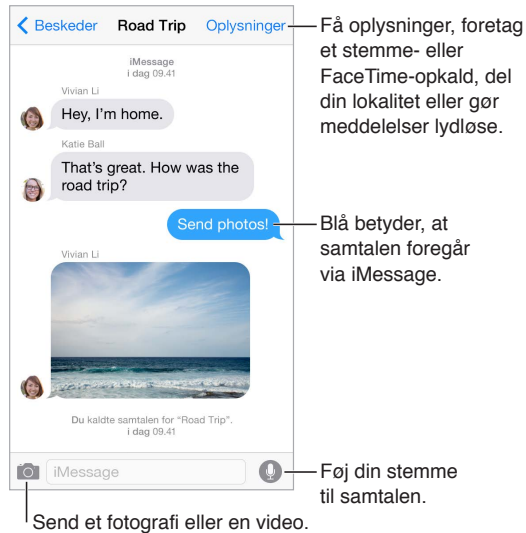 Beskeder Road Trip Oplysninger
iMessage
i dag 09.41
Vivian Li
Hey, I'm home.
Katie Ball
That's great. How was the
road trip?
Send photos!
Vivian Li
Du kaldte samtalen for “Road Trip”.
i dag 09.41
iMessage
Få oplysninger, foretag
et stemme- eller
FaceTime-opkald, del
din lokalitet eller gør
meddelelser lydløse.
Blå betyder, at
samtalen foregår
via iMessage.
Føj din stemme
til samtalen.
Send et fotografi eller en video.